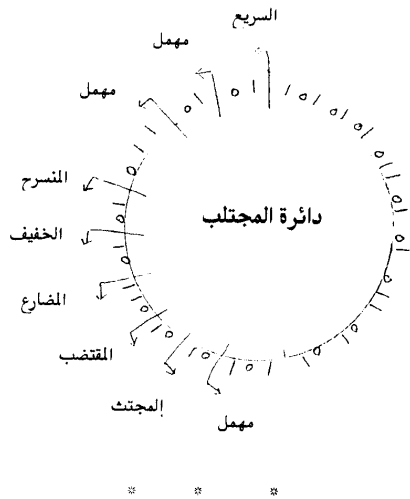 السريع
مهمل
مهمل
المنسرح
الخفيف
المضارع
المقتضب
المجتث
مهمل
دائرة المجتلب